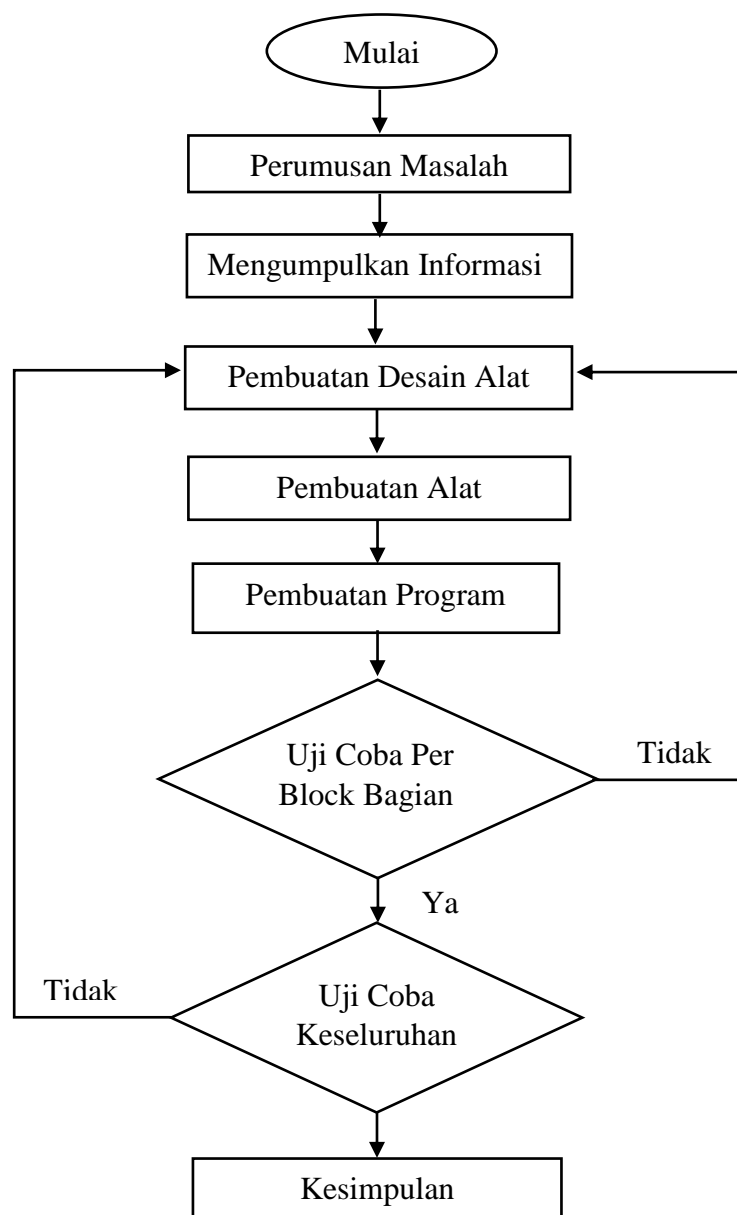 Mulai
Perumusan Masalah
Mengumpulkan Informasi
Pembuatan Desain Alat
Pembuatan Alat
Pembuatan Program
Uji Coba Per
Block Bagian
Tidak
Ya
Tidak
Uji Coba
Keseluruhan
Kesimpulan